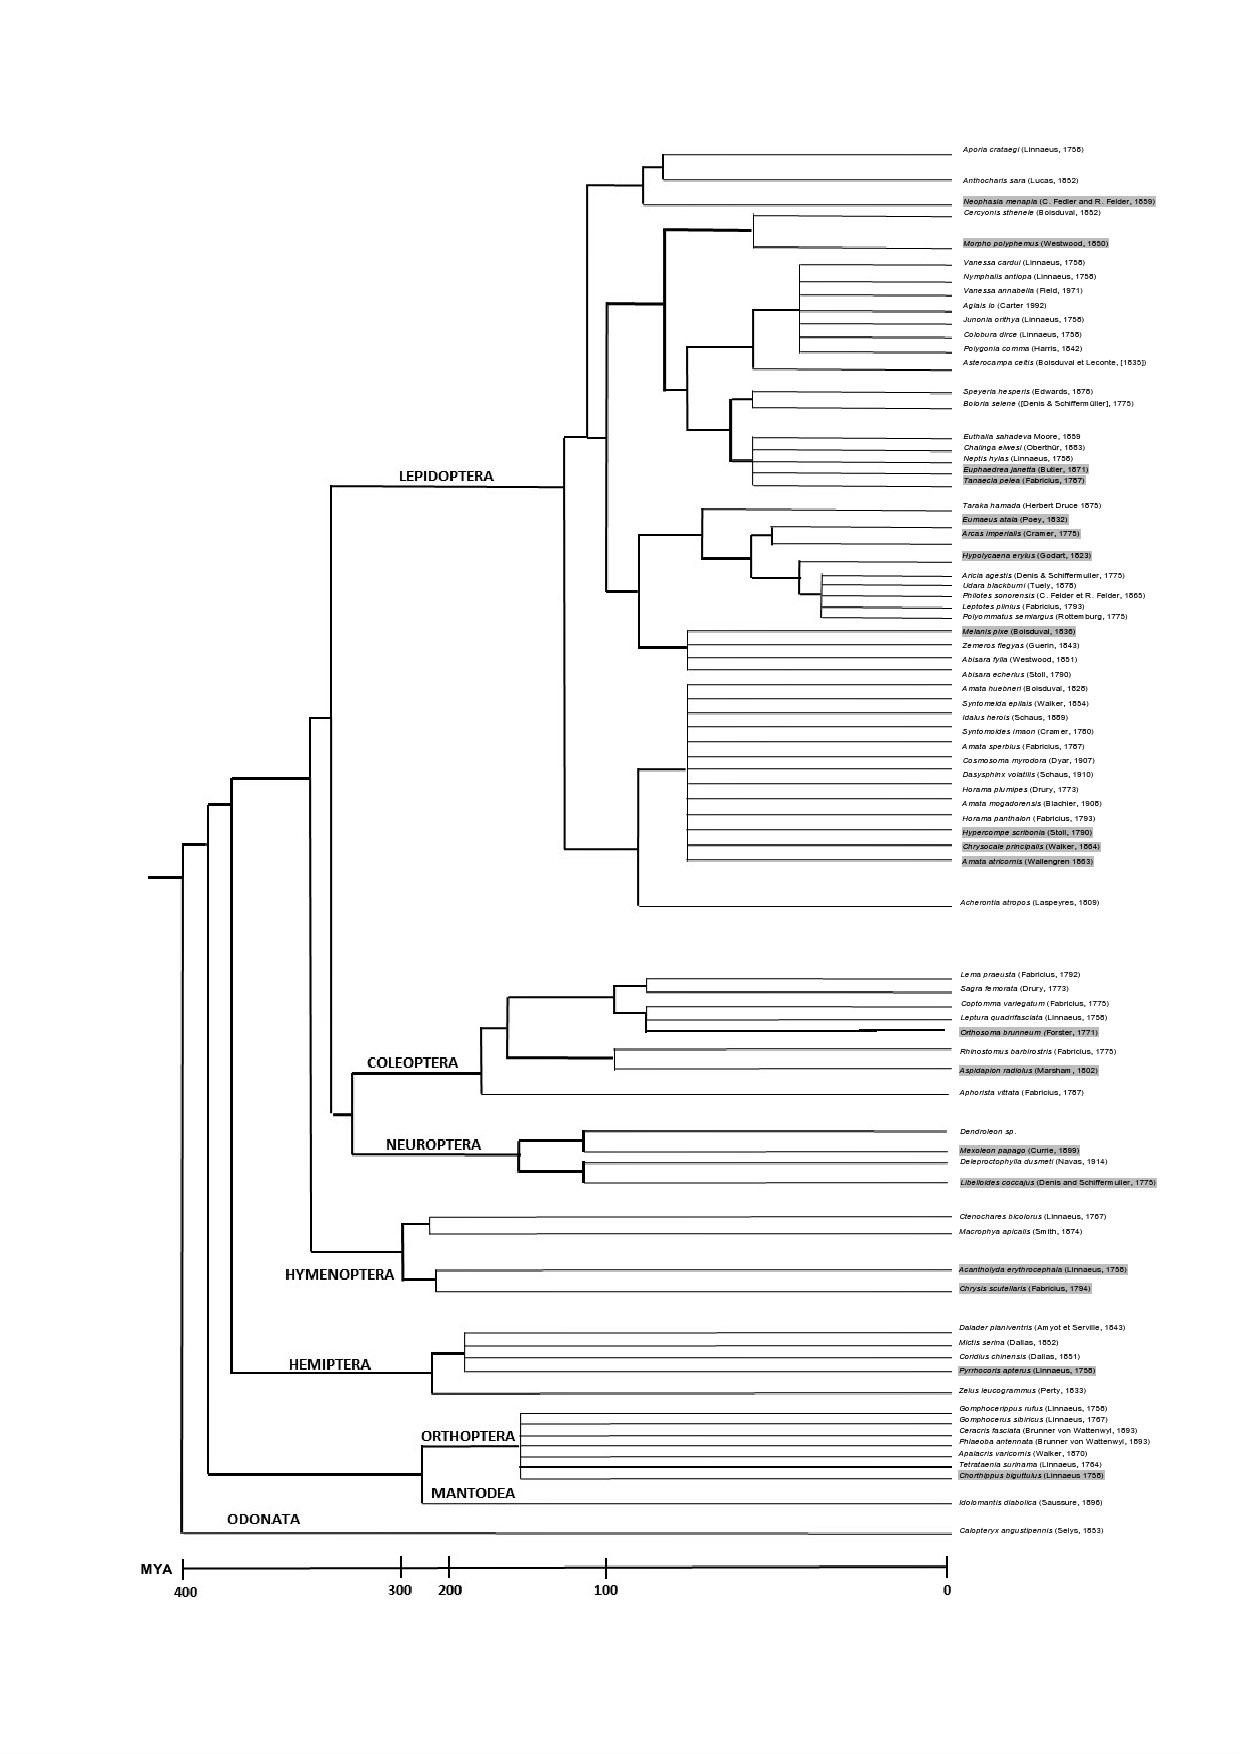 Aporia crataegi (Linnaeus, 1758)
Anthocharis sara (Lucas, 1852)
Neophasia menapia (C. Fedler and R. Felder, 1859)
Cercyonis sthenele (Boisduval, 1852)
Morpho polyphemus (Westwood, 1850)
Vanessa cardui (Linnaeus, 1758)
Nymphalis antiopa (Linnaeus, 1758)
Vanessa annabella (Field, 1971)
Aglais io (Carter 1992)
Junonia orithya (Linnaeus, 1758)
Colobura dirce (Linnaeus, 1758)
Polygonia comma (Harris, 1842)
Asterocampa celtis (Boisduval et Leconte, [1835])
Speyeria hesperis (Edwards, 1878)
Boloria selene ([Denis & Schiffermüller], 1775)
Euthalia sahadeva Moore, 1859
Chalinga elwesi (Oberthür, 1883)
Neptis hylas (Linnaeus, 1758)
Euphaedrea janetta (Butler, 1871)
LEPIDOPTERA
Tanaecia pelea (Fabricius, 1787)
Taraka hamada (Herbert Druce 1875)
Eumaeus atala (Poey, 1832)
Arcas imperialis (Cramer, 1775)
Hypolycaena erylus (Godart, 1823)
Aricia agestis (Denis & Schiffermuller, 1775)
Udara blackburni (Tuely, 1878)
Philotes sonorensis (C. Felder et R. Felder, 1865)
Leptotes plinius (Fabricius, 1793)
Polyommatus semiargus (Rottemburg, 1775)
Melanis pixe (Boisduval, 1836)
Zemeros flegyas (Guerin, 1843)
Abisara fylla (Westwood, 1851)
Abisara echerius (Stoll, 1790)
Amata huebneri (Boisduval, 1828)
Syntomeida epilais (Walker, 1854)
Idalus herois (Schaus, 1889)
Syntomoides imaon (Cramer, 1780)
Amata sperbius (Fabricius, 1787)
Cosmosoma myrodora (Dyar, 1907)
Dasysphinx volatilis (Schaus, 1910)
Horama plumipes (Drury, 1773)
Amata mogadorensis (Blachier, 1908)
Horama panthalon (Fabricius, 1793)
Hypercompe scribonia (Stoll, 1790)
Chrysocale principalis (Walker, 1864)
Amata atricornis (Wallengren 1863)
Acherontia atropos (Laspeyres, 1809)
Lema praeusta (Fabricius, 1792)
Sagra femorata (Drury, 1773)
Coptomma variegatum (Fabricius, 1775)
Leptura quadrifasciata (Linnaeus, 1758)
Orthosoma brunneum (Forster, 1771)
Rhinostomus barbirostris (Fabricius, 1775)
COLEOPTERA
Aspidapion radiolus (Marsham, 1802)
Aphorista vittata (Fabricius, 1787)
Dendroleon sp.
NEUROPTERA
Mexoleon papago (Currie, 1899)
Deleproctophylla dusmeti (Navas, 1914)
Libelloides coccajus (Denis and Schiffermuller, 1775)
Ctenochares bicolorus (Linnaeus, 1767)
Macrophya apicalis (Smith, 1874)
Acantholyda erythrocephala (Linnaeus, 1758)
HYMENOPTERA
Chrysis scutellaris (Fabricius, 1794)
Dalader planiventris (Amyot et Serville, 1843)
Mictis serina (Dallas, 1852)
Coridius chinensis (Dallas, 1851)
HEMIPTERA
Pyrrhocoris apterus (Linnaeus, 1758)
Zelus leucogrammus (Perty, 1833)
Gomphocerippus rufus (Linnaeus, 1758)
Gomphocerus sibiricus (Linnaeus, 1767)
Ceracris fasciata (Brunner von Wattenwyl, 1893)
ORTHOPTERA
Phlaeoba antennata (Brunner von Wattenwyl, 1893)
Apalacris varicornis (Walker, 1870)
Tetrataenia surinama (Linnaeus, 1764)
Chorthippus biguttulus (Linnaeus 1758)
MANTODEA
Idolomantis diabolica (Saussure, 1896)
ODONATA
Calopteryx angustipennis (Selys, 1853)
MYA
400 300 200 100 0